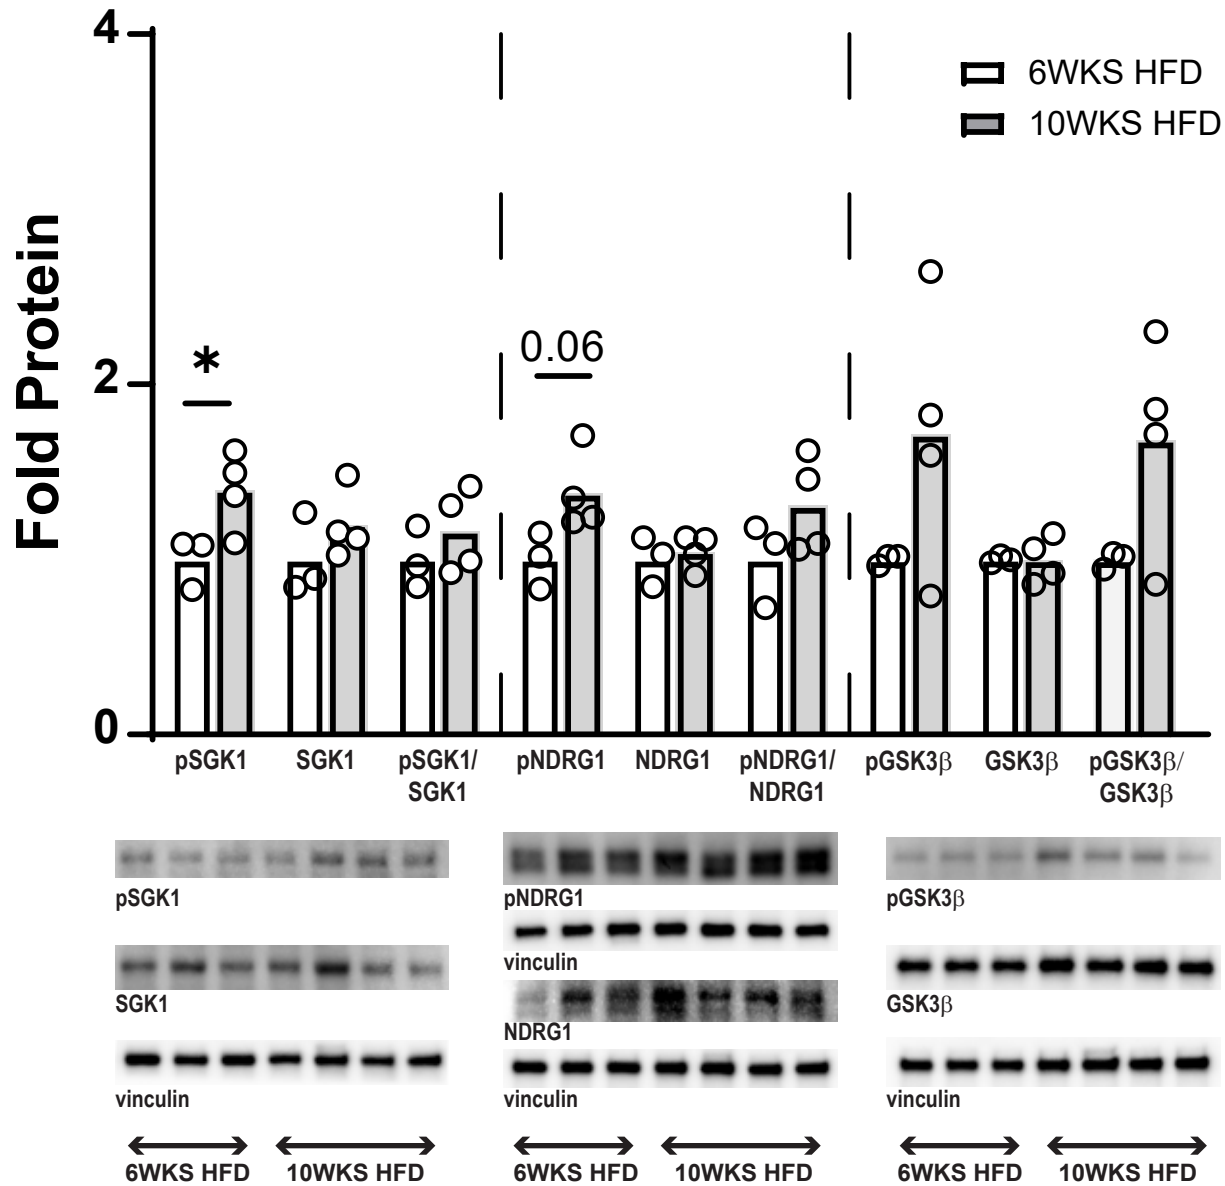 4
6WKS HFD
10WKS HFD
Fold Protein
*
0.06
2
0
pSGK1 SGK1 pSGK1/ pNDRG1 NDRG1 pNDRG1/ pGSK3β GSK3β pGSK3β/
SGK1 NDRG1 GSK3β
pSGK1 pNDRG1 pGSK3β
vinculin
SGK1 GSK3β
NDRG1
vinculin vinculin vinculin
6WKS HFD 10WKS HFD 6WKS HFD 10WKS HFD 6WKS HFD 10WKS HFD